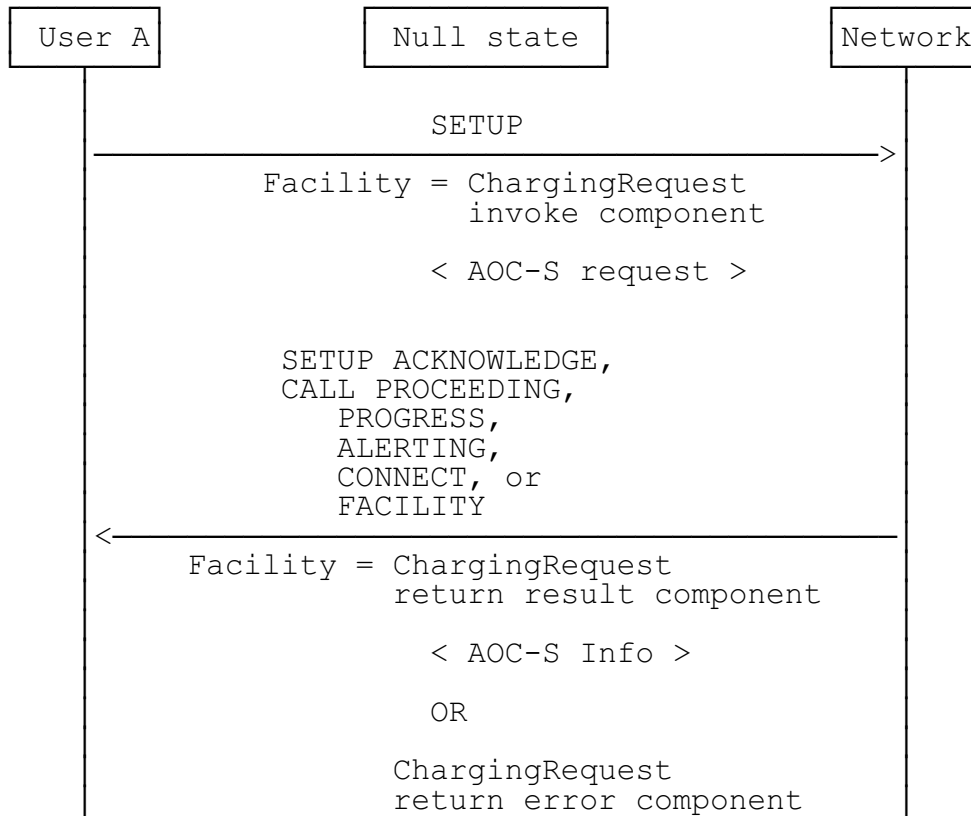 User A Null state Network
SETUP
>
Facility = ChargingRequest
invoke component
< AOC-S request >
SETUP ACKNOWLEDGE,
CALL PROCEEDING,
PROGRESS,
ALERTING,
CONNECT, or
FACILITY
<
Facility = ChargingRequest
return result component
< AOC-S Info >
OR
ChargingRequest
return error component